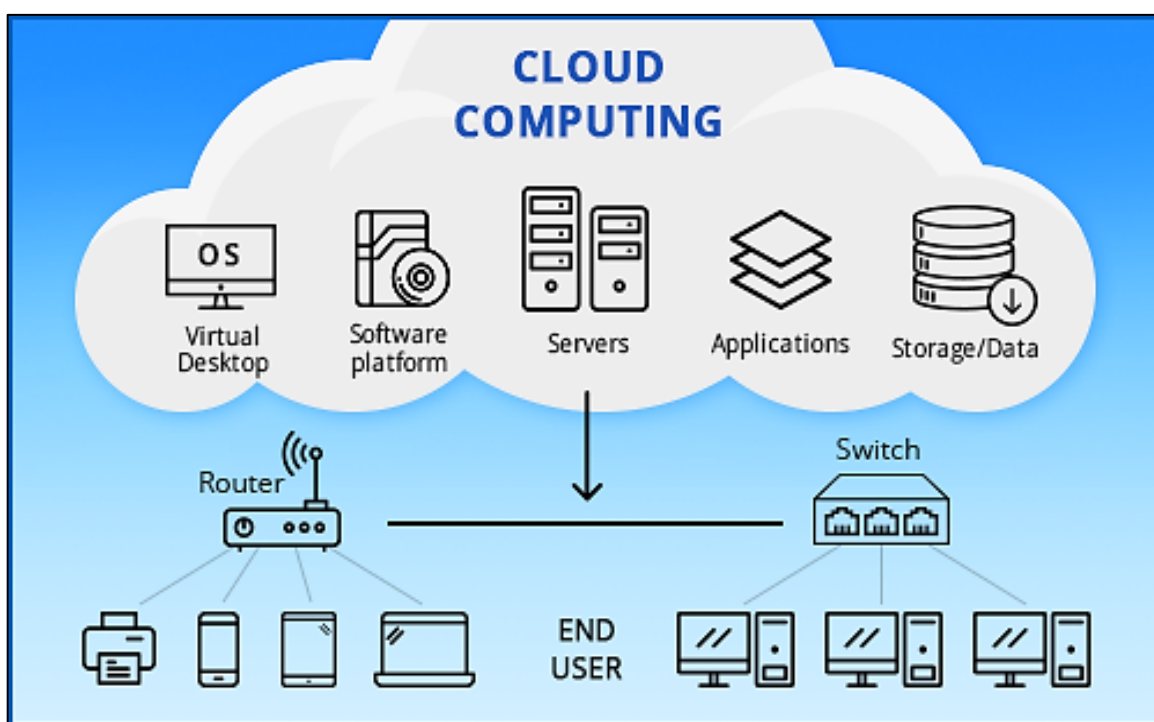 CLOUD
COMPUTING
OS
Virtual
Desktop
Software
platform
Servers
Applications
Storage/Data
Router
Switch
END
USER